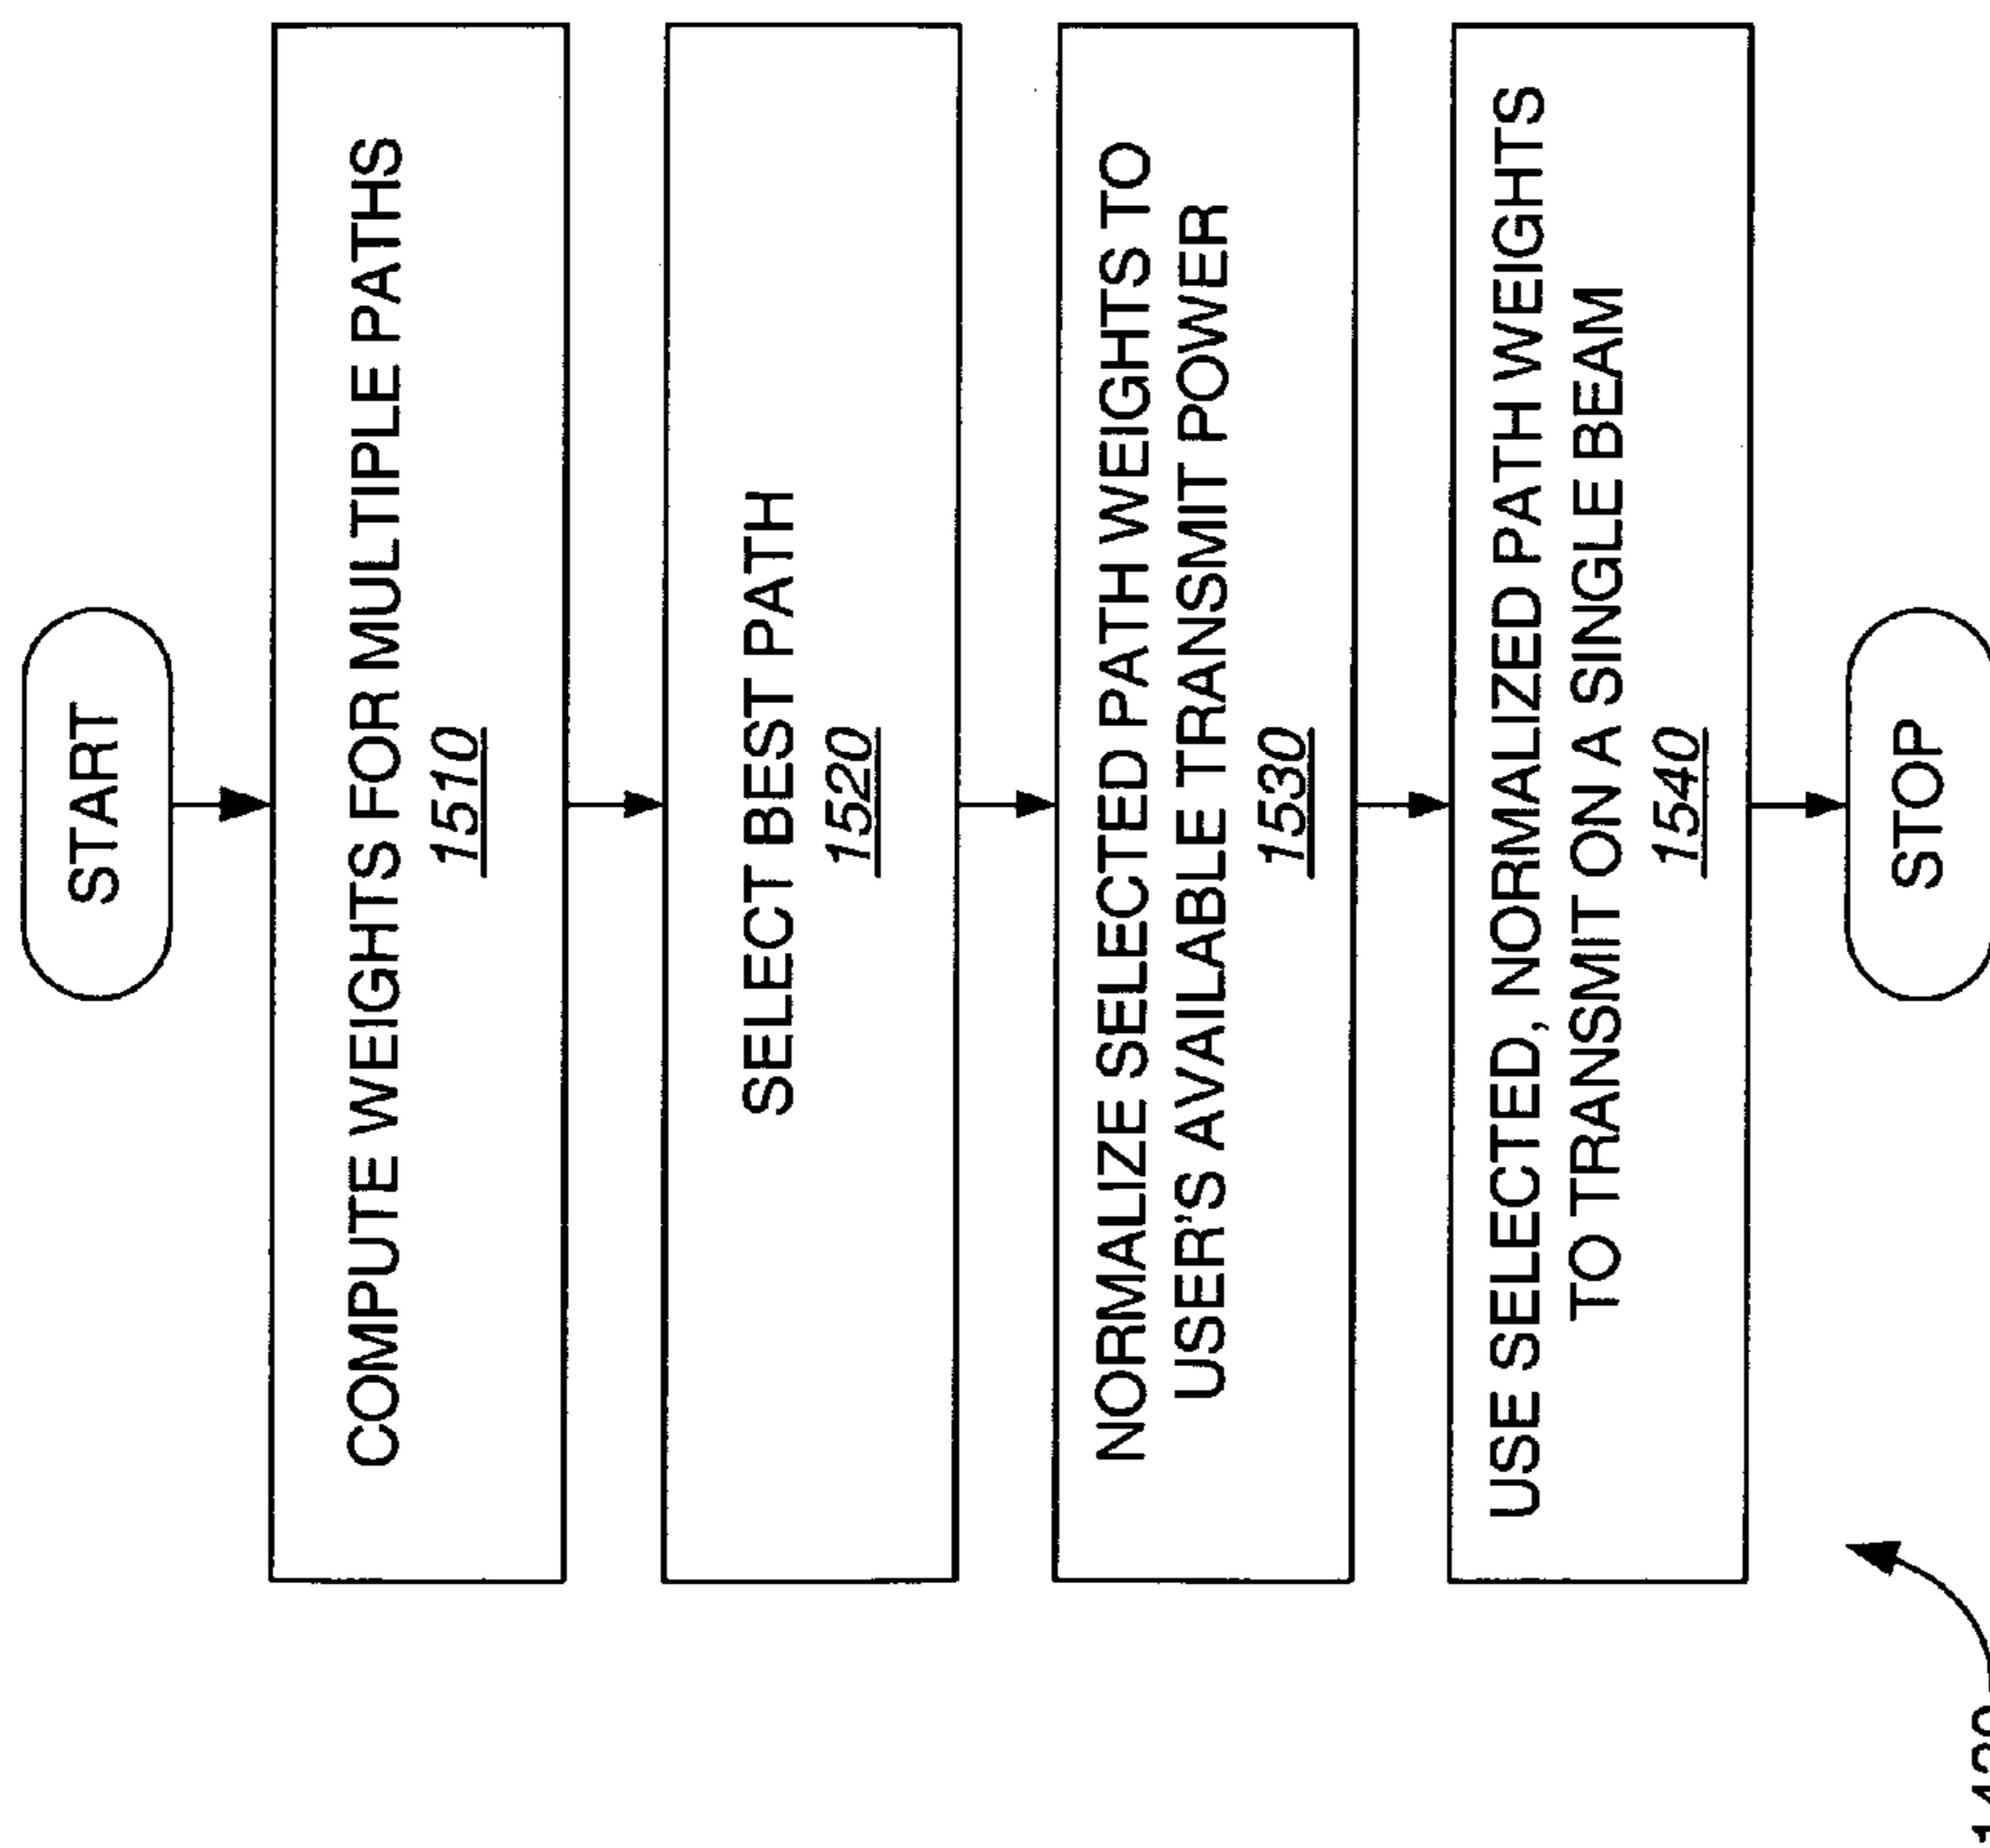 START
COMPUTE WEIGHTS FOR MULTIPLE PATHS
1510
SELECT BEST PATH
1520
NORMALIZE SELECTED PATH WEIGHTS TO
USER'S AVAILABLE TRANSMIT POWER
1530
USE SELECTED, NORMALIZED PATH WEIGHTS
TO TRANSMIT ON A SINGLE BEAM
1540
STOP